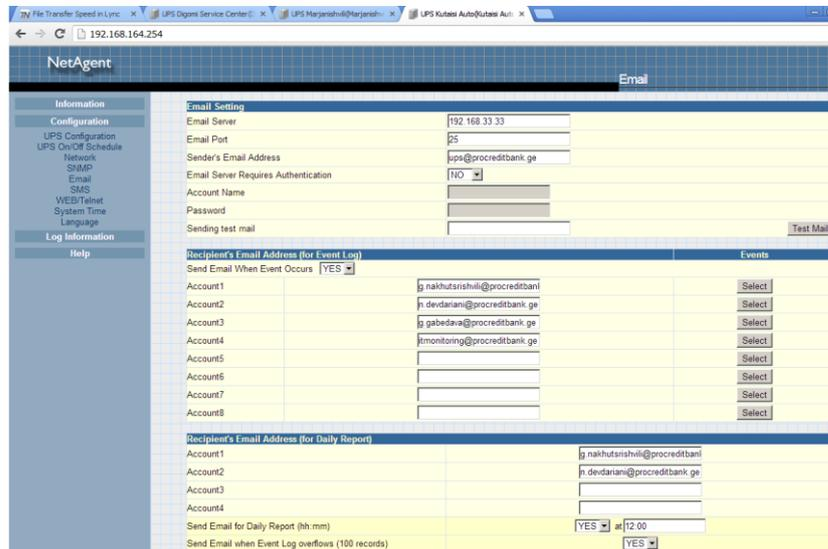 File Transfer Speed in Lync × UPS Digomi Service Center( × UPS Marjanishvili(Marjanishv × UPS Kutaisi Auto(Kutaisi Aut ×
192.168.164.254
NetAgent
Email
Information
Configuration
UPS Configuration
UPS On/Off Schedule
Network
SNMP
Email
SMS
WEB/Telnet
System Time
Language
Log Information
Help
Email Setting
Email Server 192.168.33.33
Email Port 25
Sender's Email Address ups@procreditbank.ge
Email Server Requires Authentication NO
Account Name
Password
Sending test mail Test Mail
Recipient's Email Address (for Event Log) Events
Send Email When Event Occurs YES
Account1 g.nakhutsrishvili@procreditban Select
Account2 n.devdariani@procreditbank.ge Select
Account3 g.gabedava@procreditbank.ge Select
Account4 itmonitoring@procreditbank.ge Select
Account5 Select
Account6 Select
Account7 Select
Account8 Select
Recipient's Email Address (for Daily Report)
Account1 g.nakhutsrishvili@procreditban
Account2 n.devdariani@procreditbank.ge
Account3
Account4
Send Email for Daily Report (hh:mm) YES at 12:00
Send Email when Event Log overflows (100 records) YES